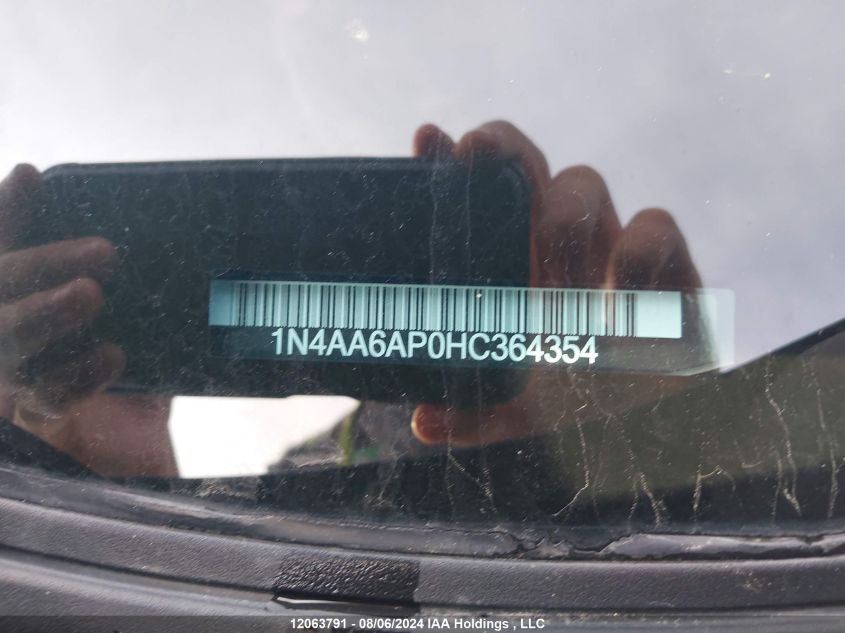 1N4AA6AP0HC364354
12063791 - 08/06/2024 IAA Holdings , LLC